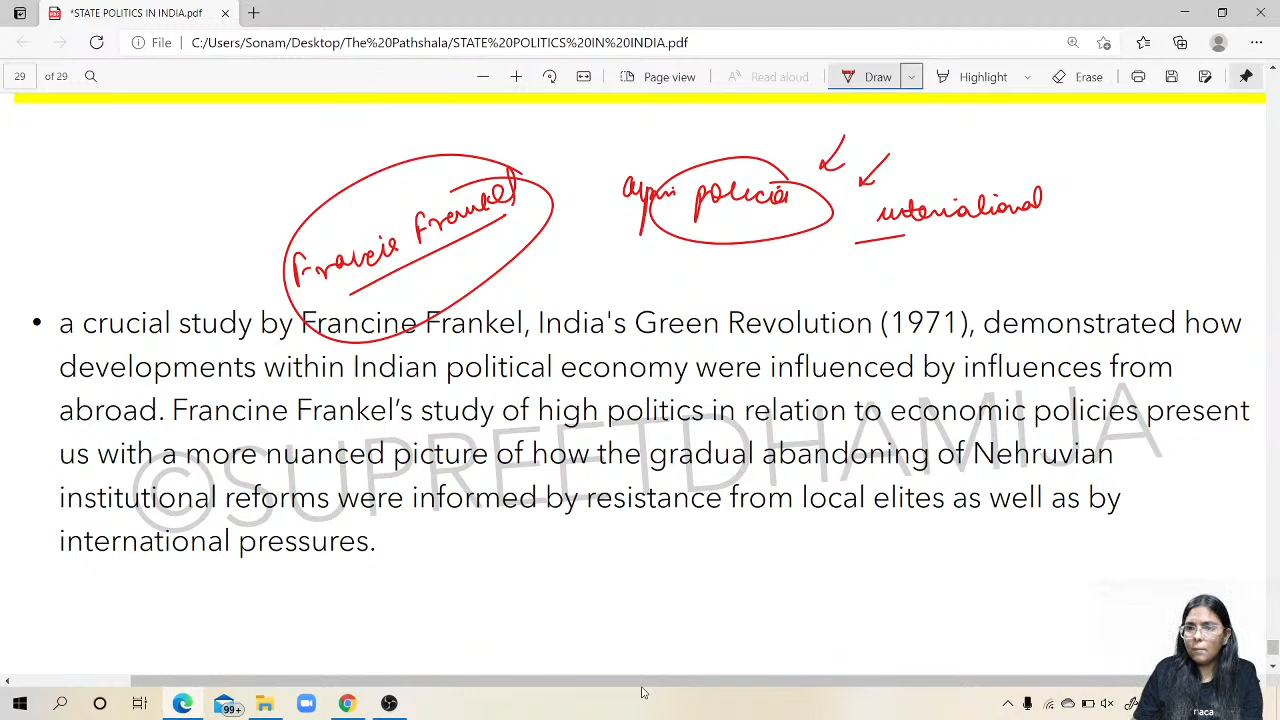 *STATE POLITICS IN INDIA.pdf
File C:/Users/Sonam/Desktop/The%20Pathshala/STATE%20POLITICS%20IN%20INDIA.pdf
29 of 29 Page view Read aloud Draw Highlight Erase
Francis Frankel
policies
international
• a crucial study by Francine Frankel, India's Green Revolution (1971), demonstrated how
developments within Indian political economy were influenced by influences from
abroad. Francine Frankel’s study of high politics in relation to economic policies present
us with a more nuanced picture of how the gradual abandoning of Nehruvian
institutional reforms were informed by resistance from local elites as well as by
international pressures.
©SUPREETDHAMIJA
99+